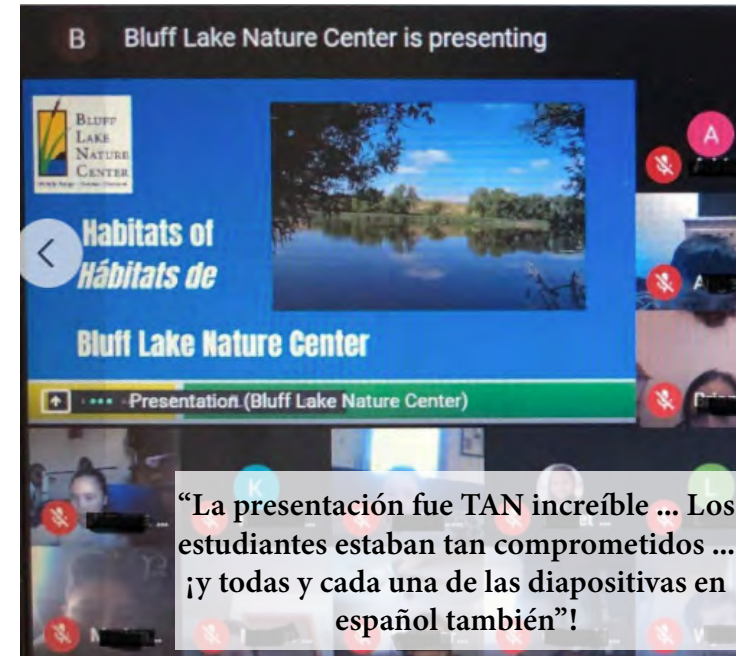 B Bluff Lake Nature Center is presenting
BLUFF
LAKE
NATURE
CENTER
A
Habitats of
Hábitats de
A
Bluff Lake Nature Center
Presentation (Bluff Lake Nature Center)
K
L
“La presentación fue TAN increíble ... Los
estudiantes estaban tan comprometidos ...
¡y todas y cada una de las diapositivas en
español también”!